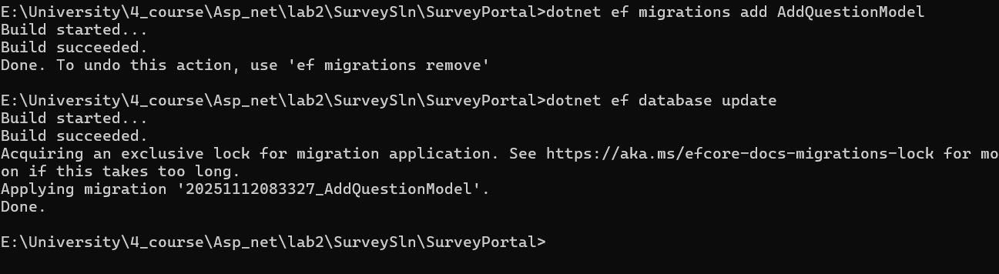 E:\University\4_course\Asp_net\lab2\SurveySln\SurveyPortal>dotnet ef migrations add AddQuestionModel
Build started...
Build succeeded.
Done. To undo this action, use 'ef migrations remove'
E:\University\4_course\Asp_net\lab2\SurveySln\SurveyPortal>dotnet ef database update
Build started...
Build succeeded.
Acquiring an exclusive lock for migration application. See https://aka.ms/efcore-docs-migrations-lock for mo
on if this takes too long.
Applying migration '20251112083327_AddQuestionModel'.
Done.
E:\University\4_course\Asp_net\lab2\SurveySln\SurveyPortal>